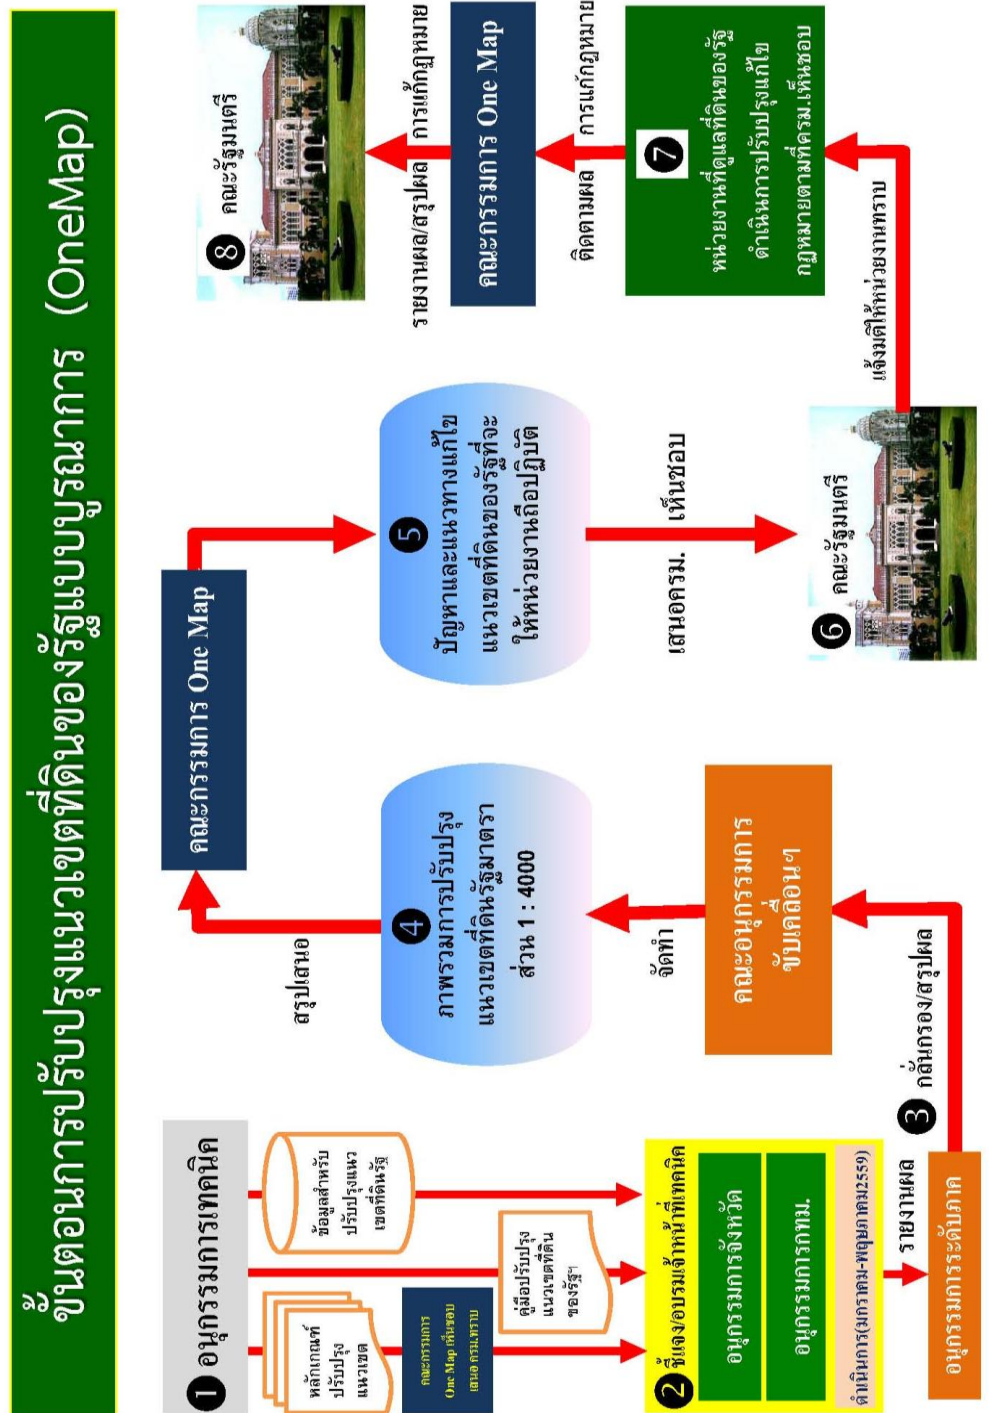 ขั้นตอนการปรับปรุงแนวเขตที่ดินของรัฐแบบบูรณาการ (OneMap)
1 อนุกรรมการเทคนิค
หลักเกณฑ์
ปรับปรุง
แนวเขต
คณะกรรมการ
One Map เห็นชอบ
เสนอ ครม.ทราบ
คู่มือปรับปรุง
แนวเขตที่ดิน
ของรัฐฯ
ข้อมูลสำหรับ
ปรับปรุงแนว
เขตที่ดินรัฐ
2 ชี้แจง/อบรมเจ้าหน้าที่เทคนิค
อนุกรรมการจังหวัด
อนุกรรมการกทม.
ดำเนินการ(มกราคม-พฤษภาคม2559)
รายงานผล
อนุกรรมการระดับภาค
3 กลั่นกรอง/สรุปผล
คณะอนุกรรมการ
ขับเคลื่อนฯ
จัดทำ
4
ภาพรวมการปรับปรุง
แนวเขตที่ดินรัฐมาตรา
ส่วน 1 : 4000
สรุปเสนอ
คณะกรรมการ One Map
5
ปัญหาและแนวทางแก้ไข
แนวเขตที่ดินของรัฐที่จะ
ให้หน่วยงานถือปฏิบัติ
เสนอครม. เห็นชอบ
6 คณะรัฐมนตรี
แจ้งมติให้หน่วยงานทราบ
7
หน่วยงานที่ดูแลที่ดินของรัฐ
ดำเนินการปรับปรุงแก้ไข
กฎหมายตามที่ครม.เห็นชอบ
ติดตามผล การแก้กฎหมาย
คณะกรรมการ One Map
รายงานผล/สรุปผล การแก้กฎหมาย
8 คณะรัฐมนตรี